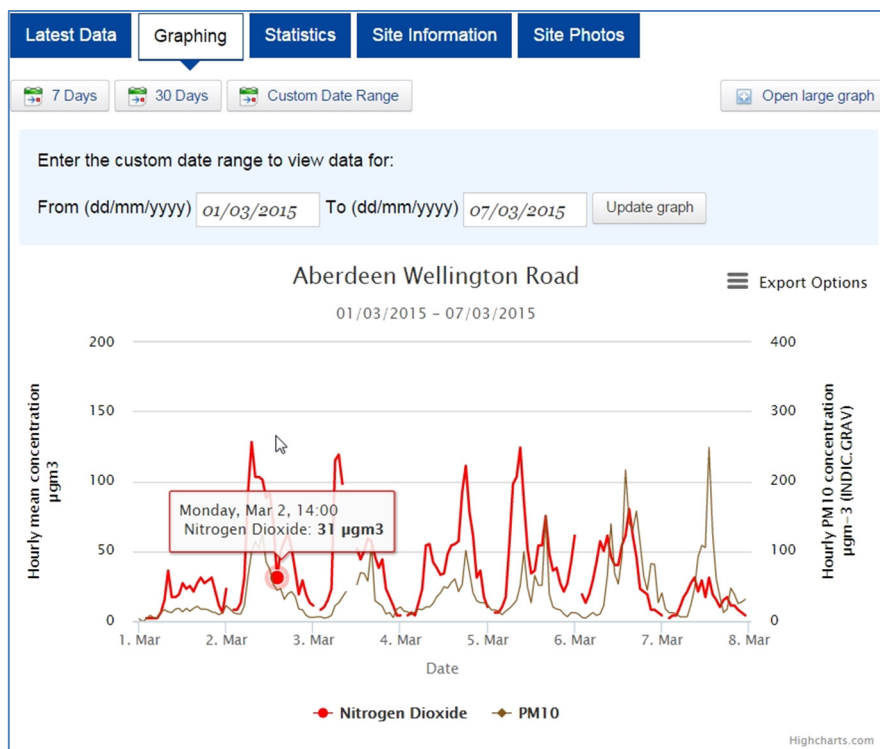 Latest Data Graphing Statistics Site Information Site Photos
7 Days 30 Days Custom Date Range Open large graph
Enter the custom date range to view data for:
From (dd/mm/yyyy) 01/03/2015 To (dd/mm/yyyy) 07/03/2015 Update graph
Aberdeen Wellington Road
Export Options
01/03/2015 - 07/03/2015
Hourly mean concentration
µgm3
200
150
100
50
0
Monday, Mar 2, 14:00
Nitrogen Dioxide: 31 µgm3
400
300
200
100
0
Hourly PM10 concentration
µgm-3 (INDIC.GRAV)
1. Mar 2. Mar 3. Mar 4. Mar 5. Mar 6. Mar 7. Mar 8. Mar
Date
Nitrogen Dioxide PM10
Highcharts.com